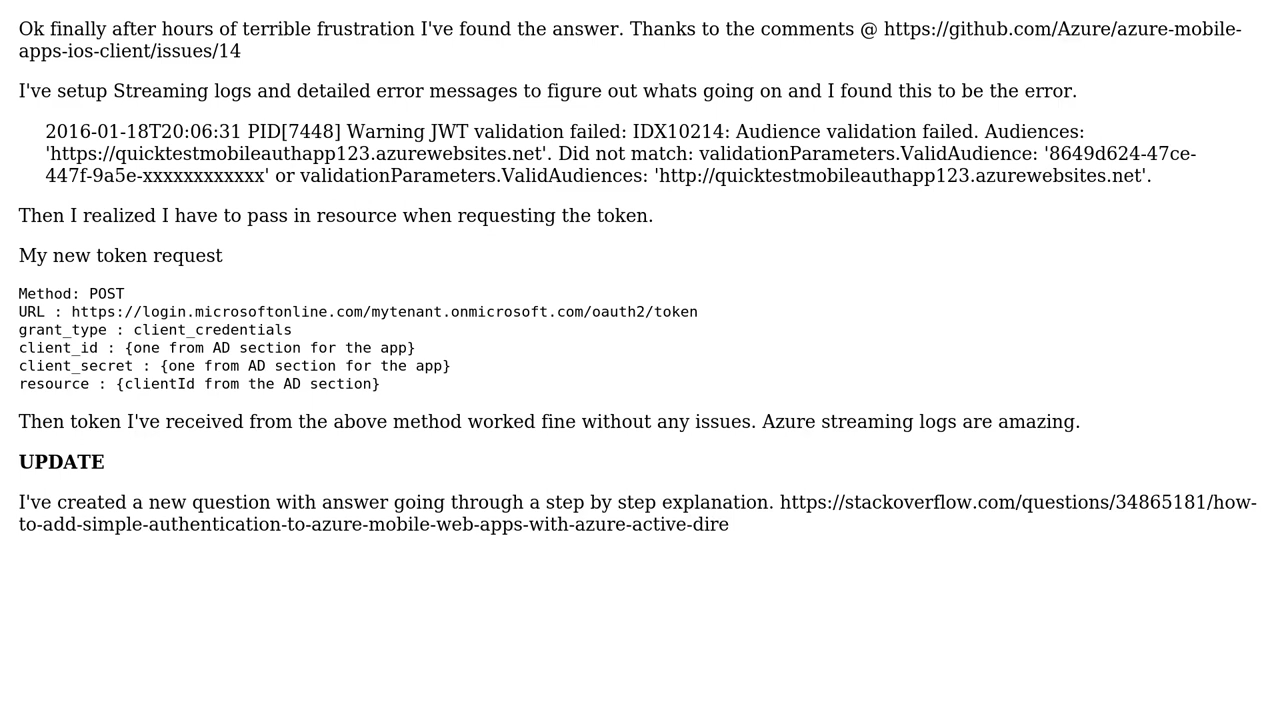 Ok finally after hours of terrible frustration I've found the answer. Thanks to the comments @ https://github.com/Azure/azure-mobile-
apps-ios-client/issues/14
I've setup Streaming logs and detailed error messages to figure out whats going on and I found this to be the error.
2016-01-18T20:06:31 PID[7448] Warning JWT validation failed: IDX10214: Audience validation failed. Audiences:
'https://quicktestmobileauthapp123.azurewebsites.net'. Did not match: validationParameters.ValidAudience: '8649d624-47ce-
447f-9a5e-xxxxxxxxxxxx' or validationParameters.ValidAudiences: 'http://quicktestmobileauthapp123.azurewebsites.net'.
Then I realized I have to pass in resource when requesting the token.
My new token request
Method: POST
URL : https://login.microsoftonline.com/mytenant.onmicrosoft.com/oauth2/token
grant_type : client_credentials
client_id : {one from AD section for the app}
client_secret : {one from AD section for the app}
resource : {clientId from the AD section}
Then token I've received from the above method worked fine without any issues. Azure streaming logs are amazing.
UPDATE
I've created a new question with answer going through a step by step explanation. https://stackoverflow.com/questions/34865181/how-
to-add-simple-authentication-to-azure-mobile-web-apps-with-azure-active-dire